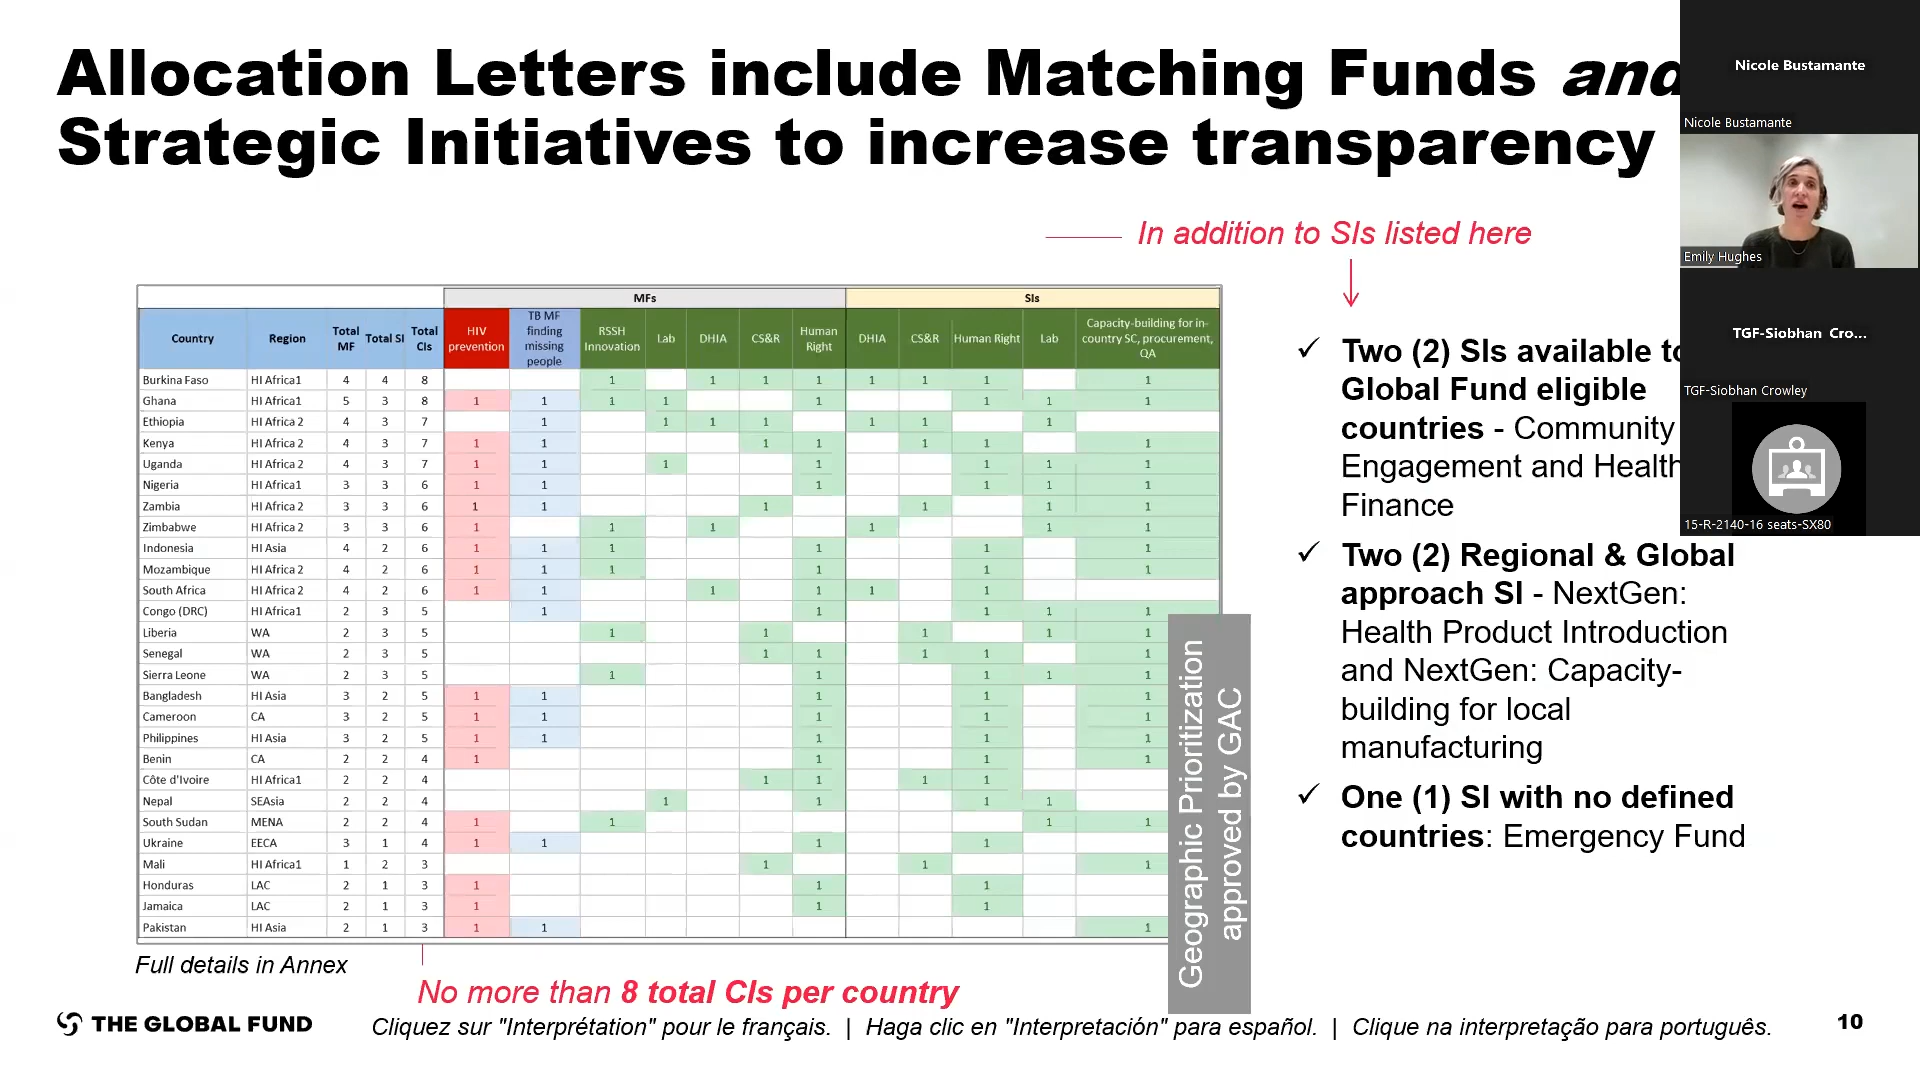 Allocation Letters include Matching Funds and
Strategic Initiatives to increase transparency
In addition to SIs listed here
MFs SIs
Country Region Total MF Total SI Total CIs HIV prevention TB MF finding missing people RSSH Innovation Lab DHIA CS&R Human Right DHIA CS&R Human Right Lab Capacity-building for in-country SC, procurement, QA
Burkina Faso HI Africa1 4 4 8 1 1 1 1 1 1 1 1
Ghana HI Africa1 5 3 8 1 1 1 1 1 1 1 1
Ethiopia HI Africa 2 4 3 7 1 1 1 1 1 1 1
Kenya HI Africa 2 4 3 7 1 1 1 1 1 1 1
Uganda HI Africa 2 4 3 7 1 1 1 1 1 1 1
Nigeria HI Africa1 3 3 6 1 1 1 1 1 1
Zambia HI Africa 2 3 3 6 1 1 1 1 1 1
Zimbabwe HI Africa 2 3 3 6 1 1 1 1 1 1
Indonesia HI Asia 4 2 6 1 1 1 1 1 1
Mozambique HI Africa 2 4 2 6 1 1 1 1 1 1
South Africa HI Africa 2 4 2 6 1 1 1 1 1 1
Congo (DRC) HI Africa1 2 3 5 1 1 1 1 1
Liberia WA 2 3 5 1 1 1 1 1
Senegal WA 2 3 5 1 1 1 1 1
Sierra Leone WA 2 3 5 1 1 1 1 1
Bangladesh HI Asia 3 2 5 1 1 1 1 1
Cameroon CA 3 2 5 1 1 1 1 1
Philippines HI Asia 3 2 5 1 1 1 1 1
Benin CA 2 2 4 1 1 1 1
Côte d'Ivoire HI Africa1 2 2 4 1 1 1 1
Nepal SEAsia 2 2 4 1 1 1 1
South Sudan MENA 2 2 4 1 1 1 1
Ukraine EECA 3 1 4 1 1 1 1
Mali HI Africa1 1 2 3 1 1 1
Honduras LAC 2 1 3 1 1 1
Jamaica LAC 2 1 3 1 1 1
Pakistan HI Asia 2 1 3 1 1 1
Geographic Prioritization
approved by GAC
Full details in Annex
No more than 8 total CIs per country
✓ Two (2) SIs available to
Global Fund eligible
countries - Community
Engagement and Health
Finance
✓ Two (2) Regional & Global
approach SI - NextGen:
Health Product Introduction
and NextGen: Capacity-
building for local
manufacturing
✓ One (1) SI with no defined
countries: Emergency Fund
Nicole Bustamante
Nicole Bustamante
Emily Hughes
TGF-Siobhan Cro...
TGF-Siobhan Crowley
15-R-2140-16 seats-SX80
THE GLOBAL FUND
Cliquez sur "Interprétation" pour le français. | Haga clic en "Interpretación" para español. | Clique na interpretação para português.
10